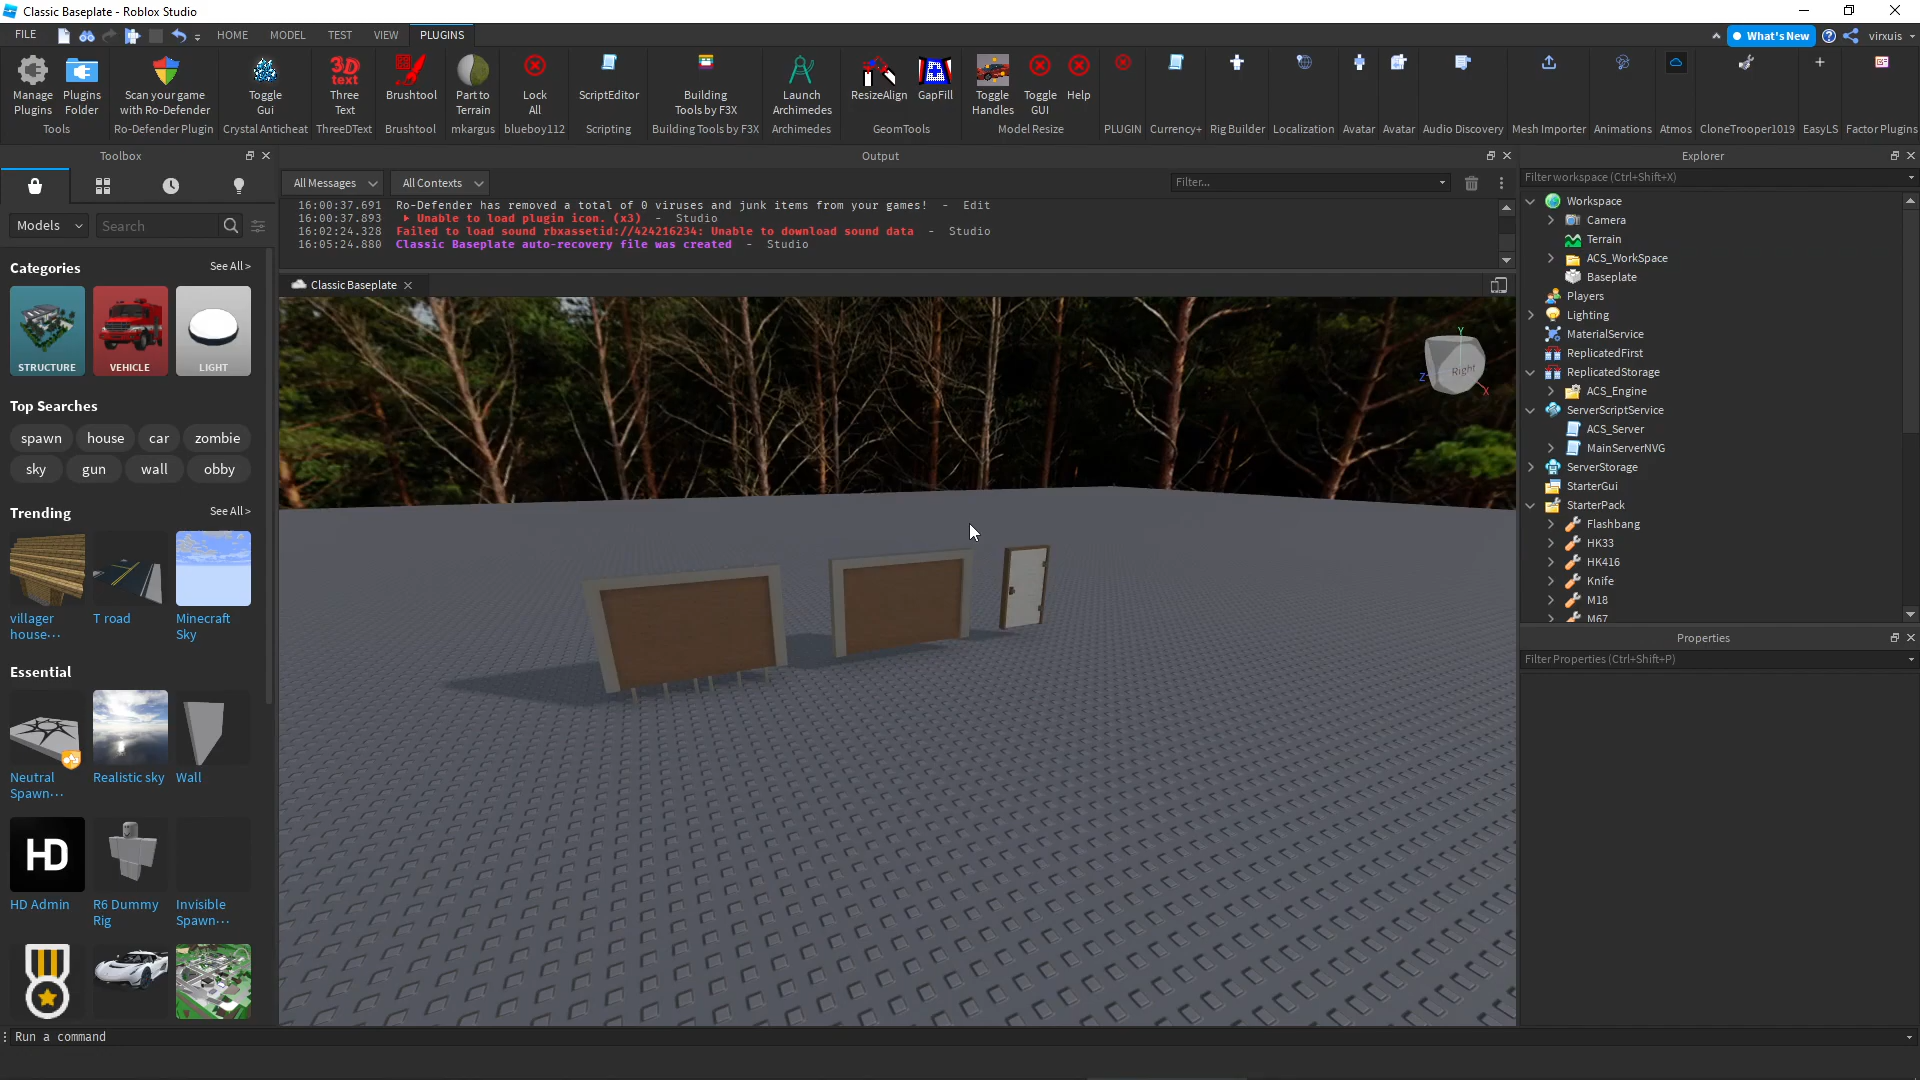 Classic Baseplate - Roblox Studio
FILE
HOME
MODEL
TEST
VIEW
PLUGINS
What's New
virxuis
Manage Plugins
Plugins Folder
Tools
Scan your game with Ro-Defender
Ro-Defender Plugin
Toggle Gui
Crystal Anticheat
3D text
Three Text
ThreeDText
Brushtool
Brushtool
Part to Terrain
mkargus
Lock All
blueboy112
ScriptEditor
Scripting
Building Tools by F3X
Building Tools by F3X
Launch Archimedes
Archimedes
ResizeAlign
GapFill
GeomTools
Toggle Handles
Toggle GUI
Help
Model Resize
PLUGIN
Currency+
Rig Builder
Localization
Avatar
Avatar
Audio Discovery
Mesh Importer
Animations
Atmos
CloneTrooper1019
EasyLS
Factor Plugins
Toolbox
Models
Search
Categories
See All >
STRUCTURE
VEHICLE
LIGHT
Top Searches
spawn
house
car
zombie
sky
gun
wall
obby
Trending
See All >
villager house···
T road
Minecraft Sky
Essential
Neutral Spawn···
Realistic sky
Wall
HD
HD Admin
R6 Dummy Rig
Invisible Spawn···
Output
All Messages
All Contexts
Filter...
16:00:37.691 Ro-Defender has removed a total of 0 viruses and junk items from your games! - Edit
16:00:37.893 Unable to load plugin icon. (x3) - Studio
16:02:24.328 Failed to load sound rbxassetid://424216234: Unable to download sound data - Studio
16:05:24.880 Classic Baseplate auto-recovery file was created - Studio
Classic Baseplate
Y
Z
X
Right
Explorer
Filter workspace (Ctrl+Shift+X)
Workspace
Camera
Terrain
ACS_WorkSpace
Baseplate
Players
Lighting
MaterialService
ReplicatedFirst
ReplicatedStorage
ACS_Engine
ServerScriptService
ACS_Server
MainServerNVG
ServerStorage
StarterGui
StarterPack
Flashbang
HK33
HK416
Knife
M18
M67
Properties
Filter Properties (Ctrl+Shift+P)
Run a command